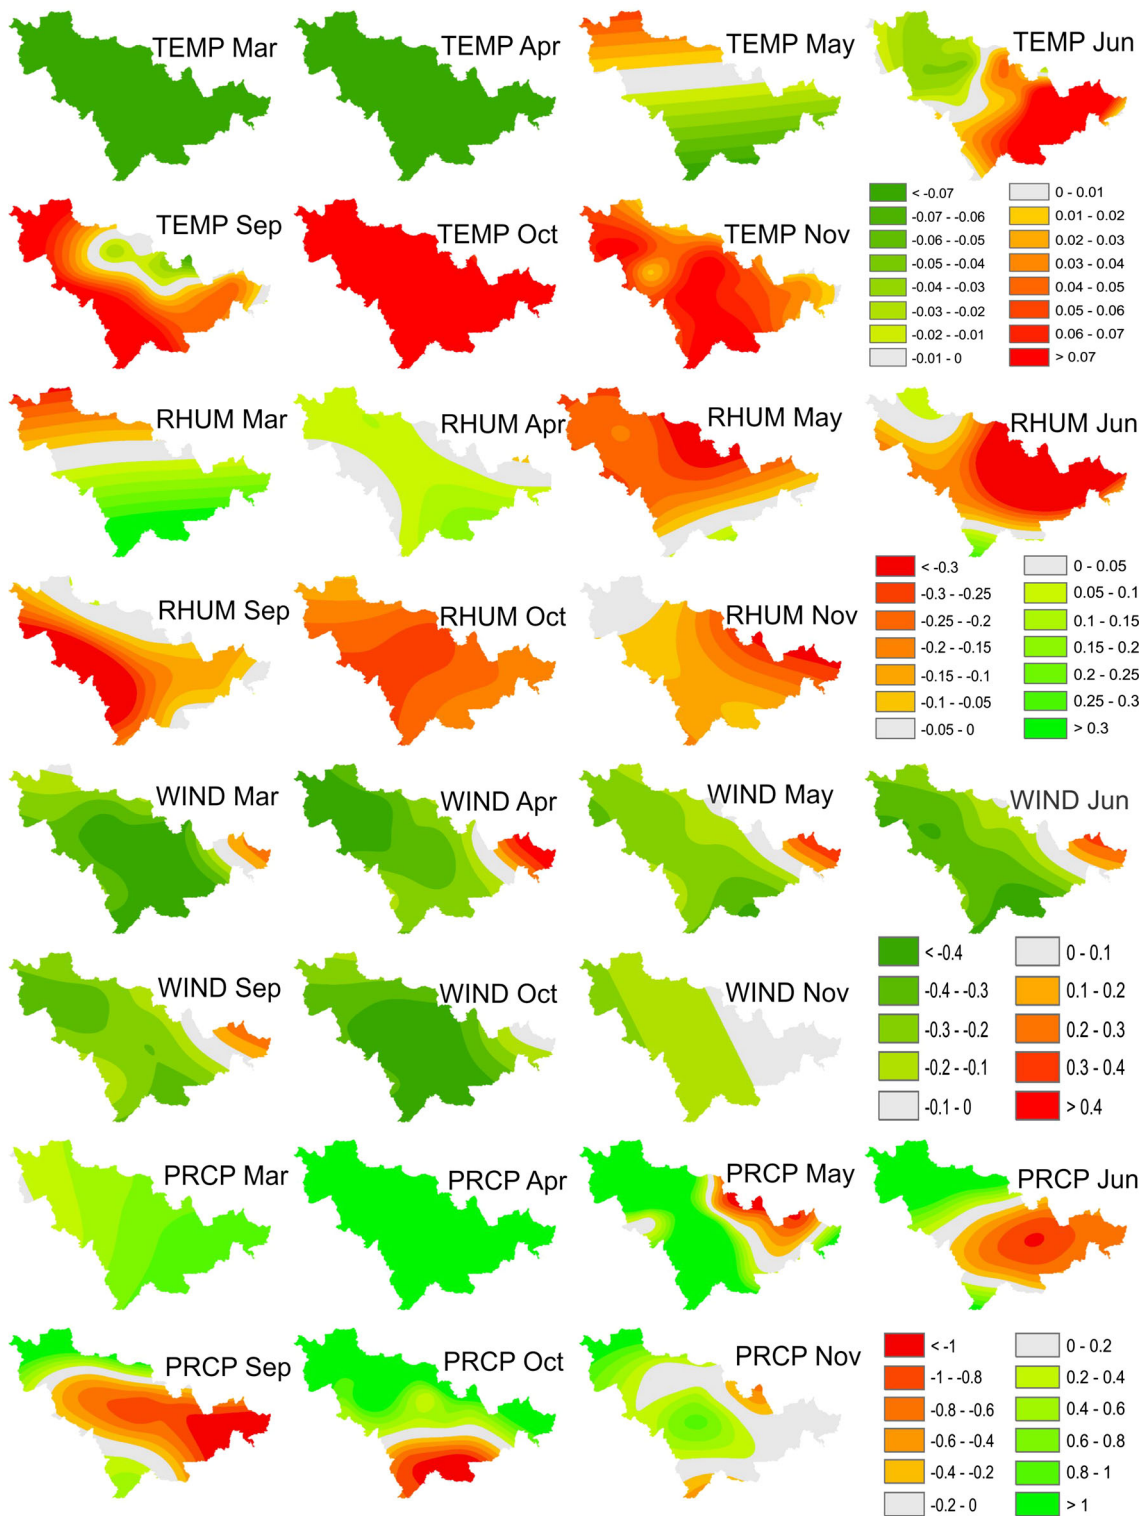 TEMP Mar
TEMP Apr
TEMP May
TEMP Jun
< -0.07
0 - 0.01
-0.07 - -0.06
0.01 - 0.02
-0.06 - -0.05
0.02 - 0.03
-0.05 - -0.04
0.03 - 0.04
-0.04 - -0.03
0.04 - 0.05
-0.03 - -0.02
0.05 - 0.06
-0.02 - -0.01
0.06 - 0.07
-0.01 - 0
> 0.07
TEMP Sep
TEMP Oct
TEMP Nov
RHUM Mar
RHUM Apr
RHUM May
RHUM Jun
< -0.3
0 - 0.05
-0.3 - -0.25
0.05 - 0.1
-0.25 - -0.2
0.1 - 0.15
-0.2 - -0.15
0.15 - 0.2
-0.15 - -0.1
0.2 - 0.25
-0.1 - -0.05
0.25 - 0.3
-0.05 - 0
> 0.3
RHUM Sep
RHUM Oct
RHUM Nov
WIND Mar
WIND Apr
WIND May
WIND Jun
< -0.4
0 - 0.1
-0.4 - -0.3
0.1 - 0.2
-0.3 - -0.2
0.2 - 0.3
-0.2 - -0.1
0.3 - 0.4
-0.1 - 0
> 0.4
WIND Sep
WIND Oct
WIND Nov
PRCP Mar
PRCP Apr
PRCP May
PRCP Jun
PRCP Sep
PRCP Oct
PRCP Nov
< -1
0 - 0.2
-1 - -0.8
0.2 - 0.4
-0.8 - -0.6
0.4 - 0.6
-0.6 - -0.4
0.6 - 0.8
-0.4 - -0.2
0.8 - 1
-0.2 - 0
> 1